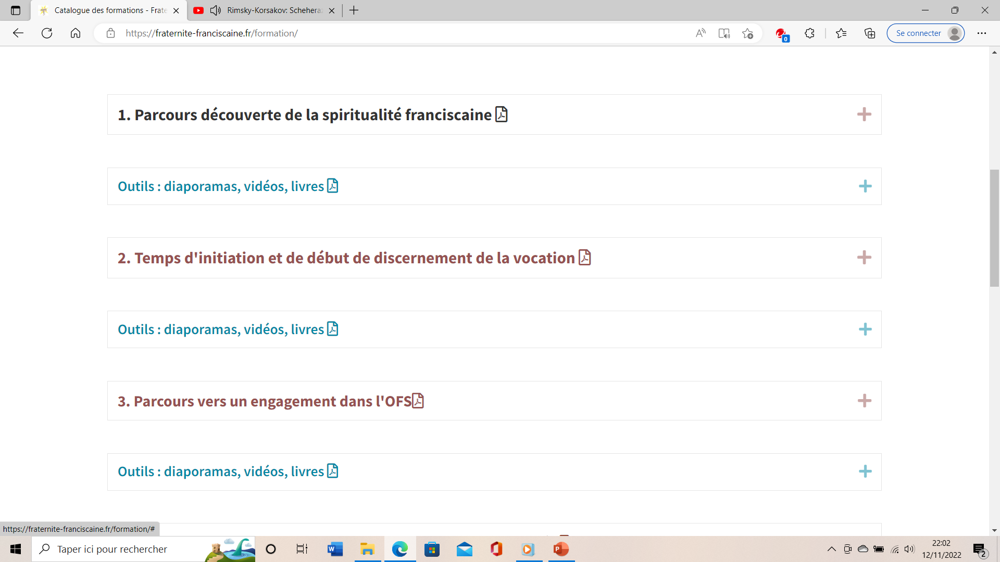 Catalogue des formations - Frate
Rimsky-Korsakov: Schehera
https://fraternite-franciscaine.fr/formation/
0
Se connecter
1. Parcours découverte de la spiritualité franciscaine
Outils : diaporamas, vidéos, livres
2. Temps d'initiation et de début de discernement de la vocation
Outils : diaporamas, vidéos, livres
3. Parcours vers un engagement dans l'OFS
Outils : diaporamas, vidéos, livres
https://fraternite-franciscaine.fr/formation/#
Taper ici pour rechercher
22:02
12/11/2022
2